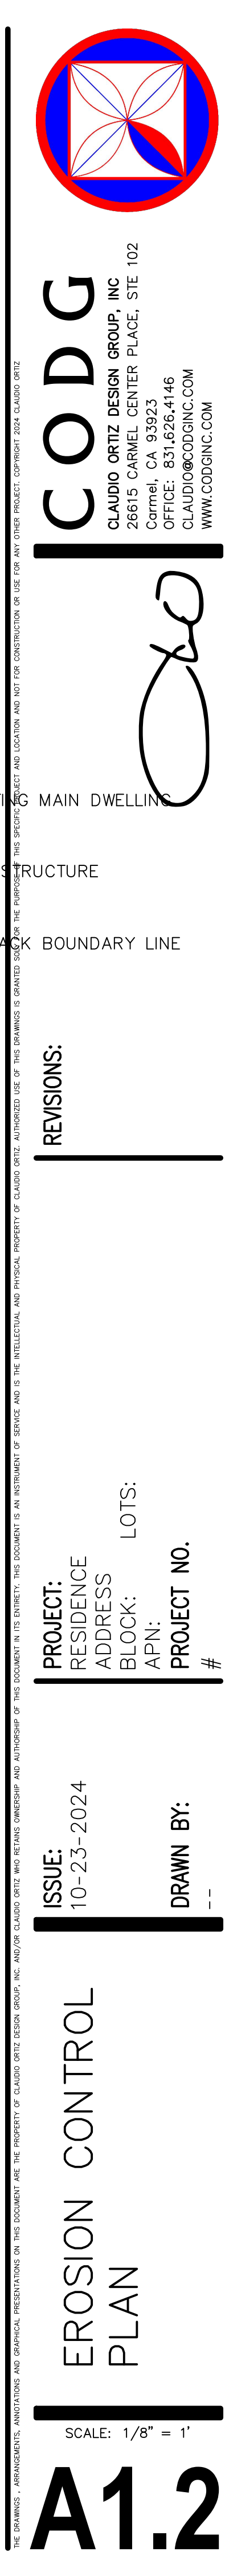 CODG
CLAUDIO ORTIZ DESIGN GROUP, INC
26615 CARMEL CENTER PLACE, STE 102
Carmel, CA 93923
OFFICE: 831.626.4146
CLAUDIO@CODGINC.COM
WWW.CODGINC.COM
ING MAIN DWELLING
STRUCTURE
ACK BOUNDARY LINE
REVISIONS:
PROJECT:
RESIDENCE
ADDRESS
BLOCK: LOTS:
APN:
PROJECT NO.
#
ISSUE:
10-23-2024
DRAWN BY:
--
EROSION CONTROL
PLAN
SCALE: 1/8" = 1'
A1.2
THE DRAWINGS , ARRANGEMENTS, ANNOTATIONS AND GRAPHICAL PRESENTATIONS ON THIS DOCUMENT ARE THE PROPERTY OF CLAUDIO ORTIZ DESIGN GROUP, INC. AND/OR CLAUDIO ORTIZ WHO RETAINS OWNERSHIP AND AUTHORSHIP OF THIS DOCUMENT IN ITS ENTIRETY. THIS DOCUMENT IS AN INSTRUMENT OF SERVICE AND IS THE INTELLECTUAL AND PHYSICAL PROPERTY OF CLAUDIO ORTIZ. AUTHORIZED USE OF THIS DRAWINGS IS GRANTED SOLY FOR THE PURPOSE OF THIS SPECIFIC PROJECT AND LOCATION AND NOT FOR CONSTRUCTION OR USE FOR ANY OTHER PROJECT. COPYRIGHT 2024 CLAUDIO ORTIZ